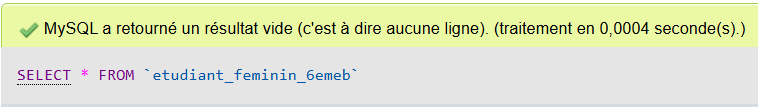 MySQL a retourné un résultat vide (c'est à dire aucune ligne). (traitement en 0,0004 seconde(s).)
SELECT * FROM `etudiant_feminin_6emeb`